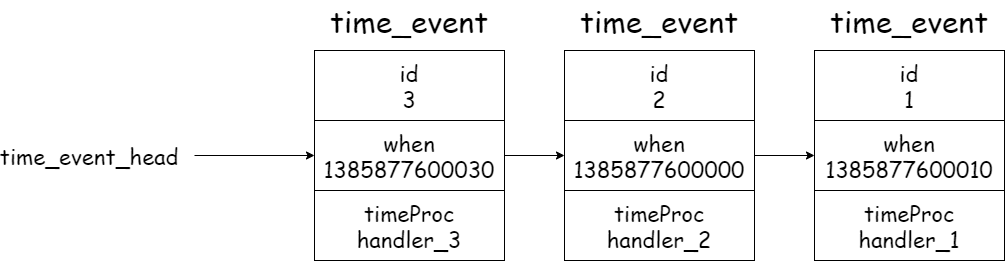 time_event
time_event
time_event
id
3
id
2
id
1
time_event_head
when
1385877600030
when
1385877600000
when
1385877600010
timeProc
handler_3
timeProc
handler_2
timeProc
handler_1